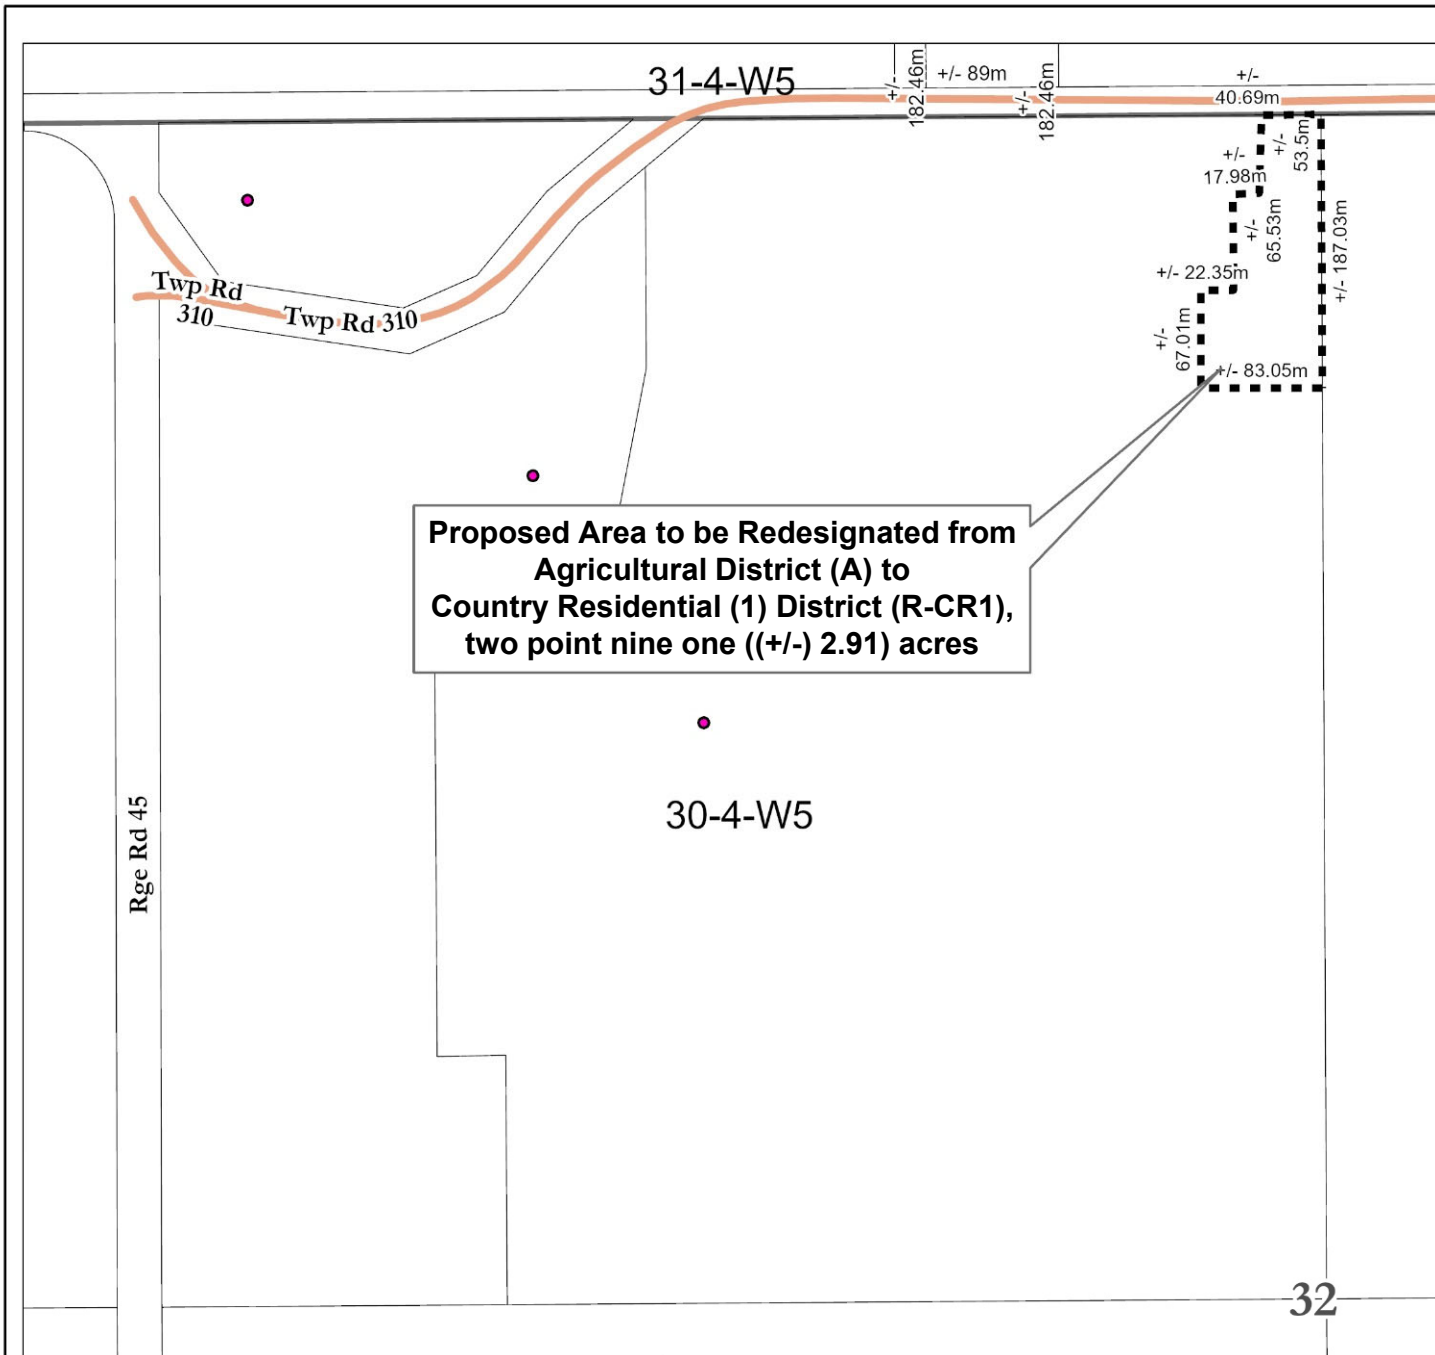 31-4-W5
+/-
182.46m
+/- 89m
+/-
182.46m
+/-
40.69m
+/-
53.5m
+/-
17.98m
+/-
65.53m
+/- 187.03m
+/- 22.35m
+/-
67.01m
+/- 83.05m
Twp Rd
310
Twp Rd 310
Proposed Area to be Redesignated from
Agricultural District (A) to
Country Residential (1) District (R-CR1),
two point nine one ((+/-) 2.91) acres
30-4-W5
Rge Rd 45
32